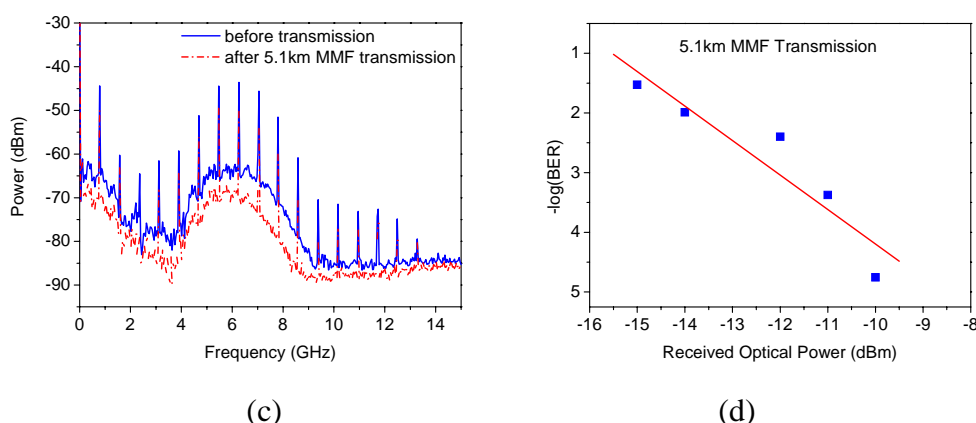 -30
-40
-50
-60
-70
-80
-90
Power (dBm)
before transmission
after 5.1km MMF transmission
0 2 4 6 8 10 12 14
Frequency (GHz)
(c)
1
2
3
4
5
-log(BER)
5.1km MMF Transmission
-16 -15 -14 -13 -12 -11 -10 -9 -8
Received Optical Power (dBm)
(d)